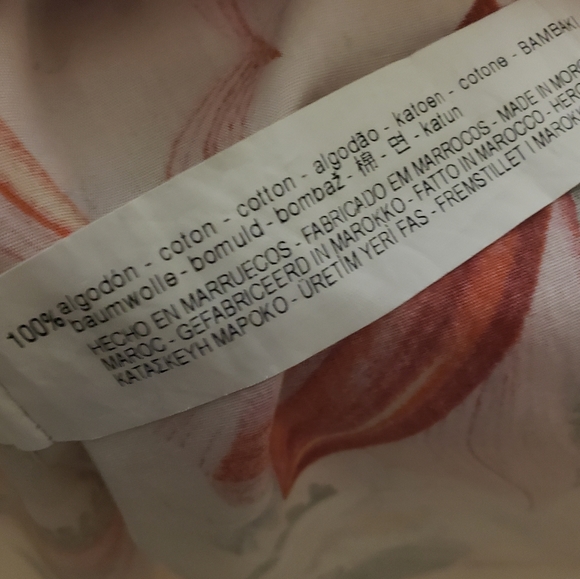 100% algodón - coton - cotton - algodão - katoen - cotone - BAMBAKI
baumwolle - bomuld - bombaž - 棉 - 면 - katun
HECHO EN MARRUECOS - FABRICADO EM MARROCOS - MADE IN MORO
MAROC - GEFABRICEERD IN MAROKKO - FATTO IN MAROCCO - HERG
ΚΑΤΑΣΚΕΥΗ ΜΑΡΟΚΟ - ÜRETİM YERİ FAS - FREMSTILLET I MAROKK